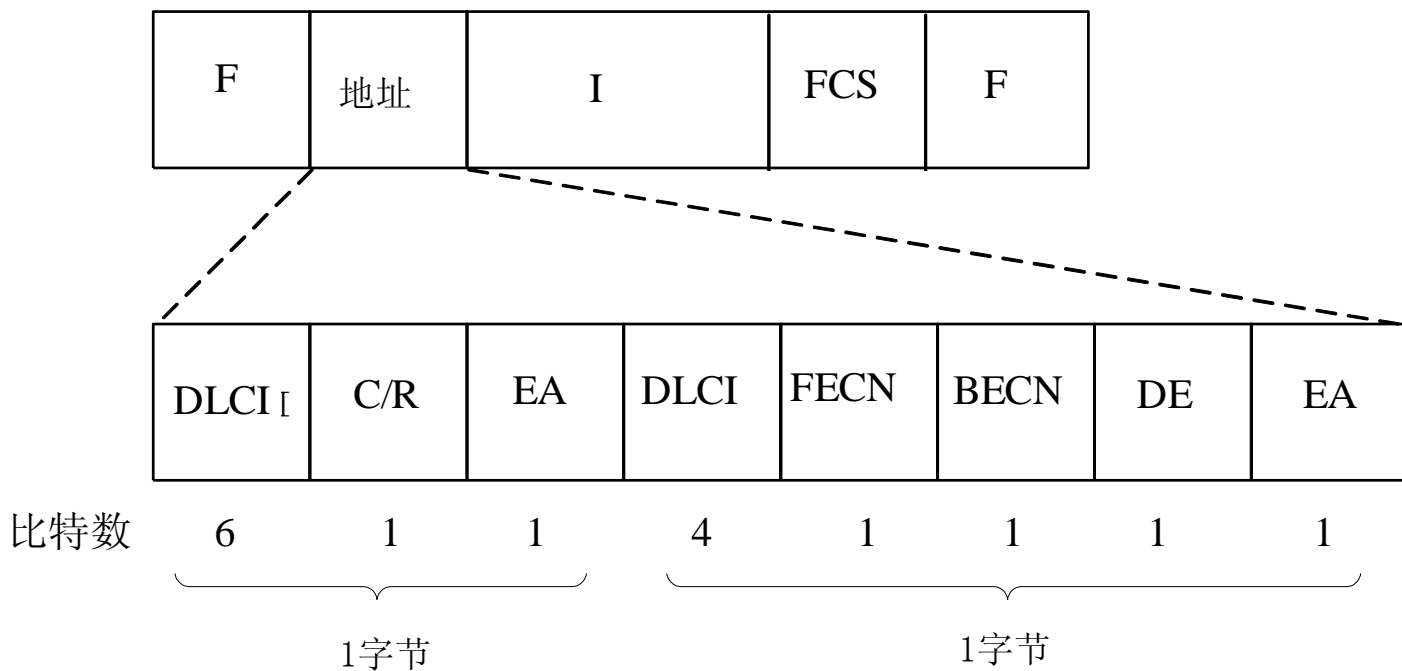 F 地址 I FCS F
DLCI [ C/R EA DLCI FECN BECN DE EA
比特数 6 1 1 4 1 1 1 1
1字节 1字节